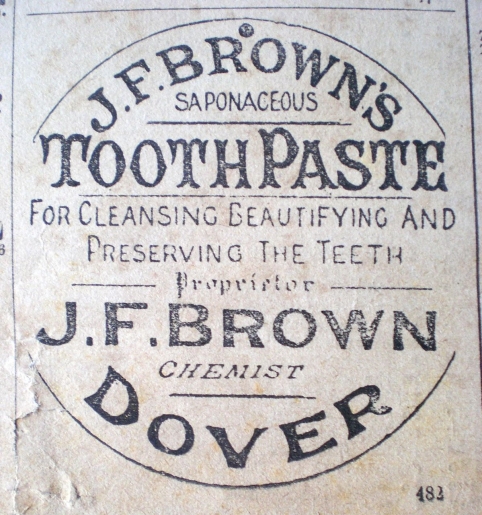 J.F. BROWN'S
SAPONACEOUS
TOOTH PASTE
FOR CLEANSING BEAUTIFYING AND
PRESERVING THE TEETH
Proprietor
J.F. BROWN
CHEMIST
DOVER
483